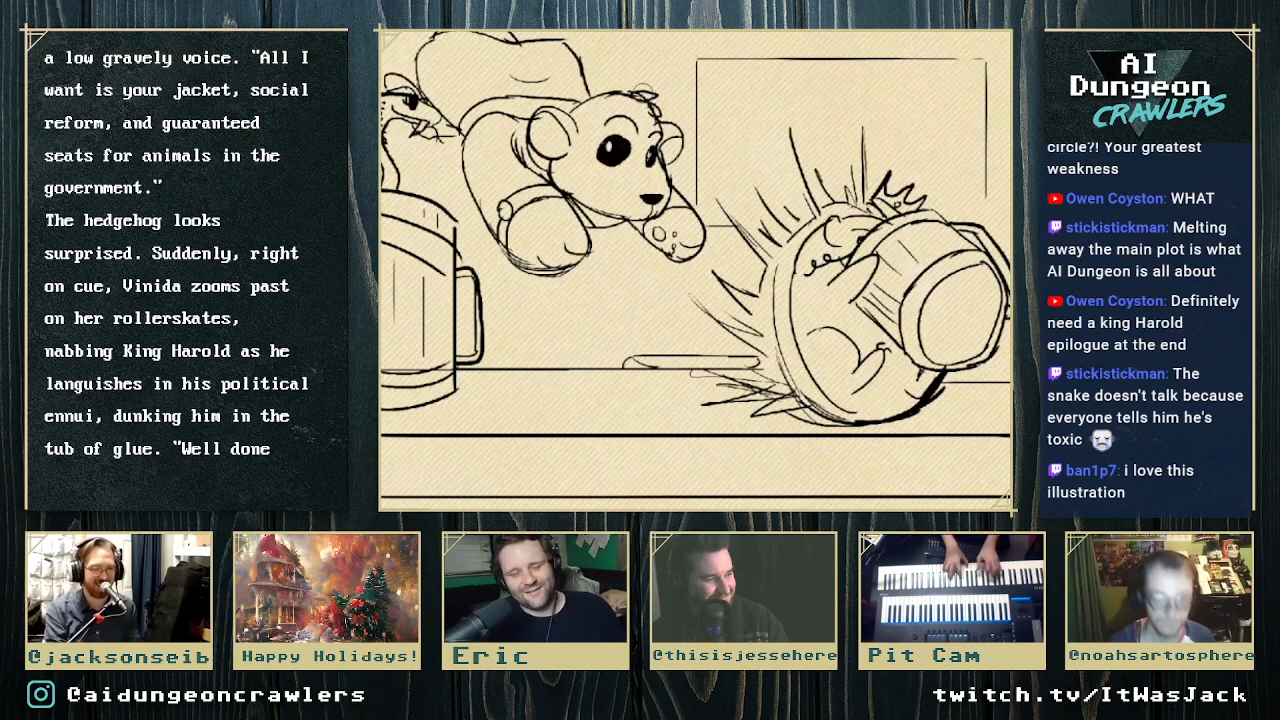 a low gravely voice. "All I
want is your jacket, social
reform, and guaranteed
seats for animals in the
government."
The hedgehog looks
surprised. Suddenly, right
on cue, Vinida zooms past
on her rollerskates,
nabbing King Harold as he
languishes in his political
ennui, dunking him in the
tub of glue. "Well done
AI
Dungeon
CRAWLERS
circle?! Your greatest
weakness
Owen Coyston: WHAT
stickistickman: Melting
away the main plot is what
AI Dungeon is all about
Owen Coyston: Definitely
need a king Harold
epilogue at the end
stickistickman: The
snake doesn't talk because
everyone tells him he's
toxic
ban1p7: i love this
illustration
@jacksonseib
Happy Holidays!
Eric
@thisisjessehere
Pit Cam
@noahsartosphere
@aidungeoncrawlers
twitch.tv/ItWasJack